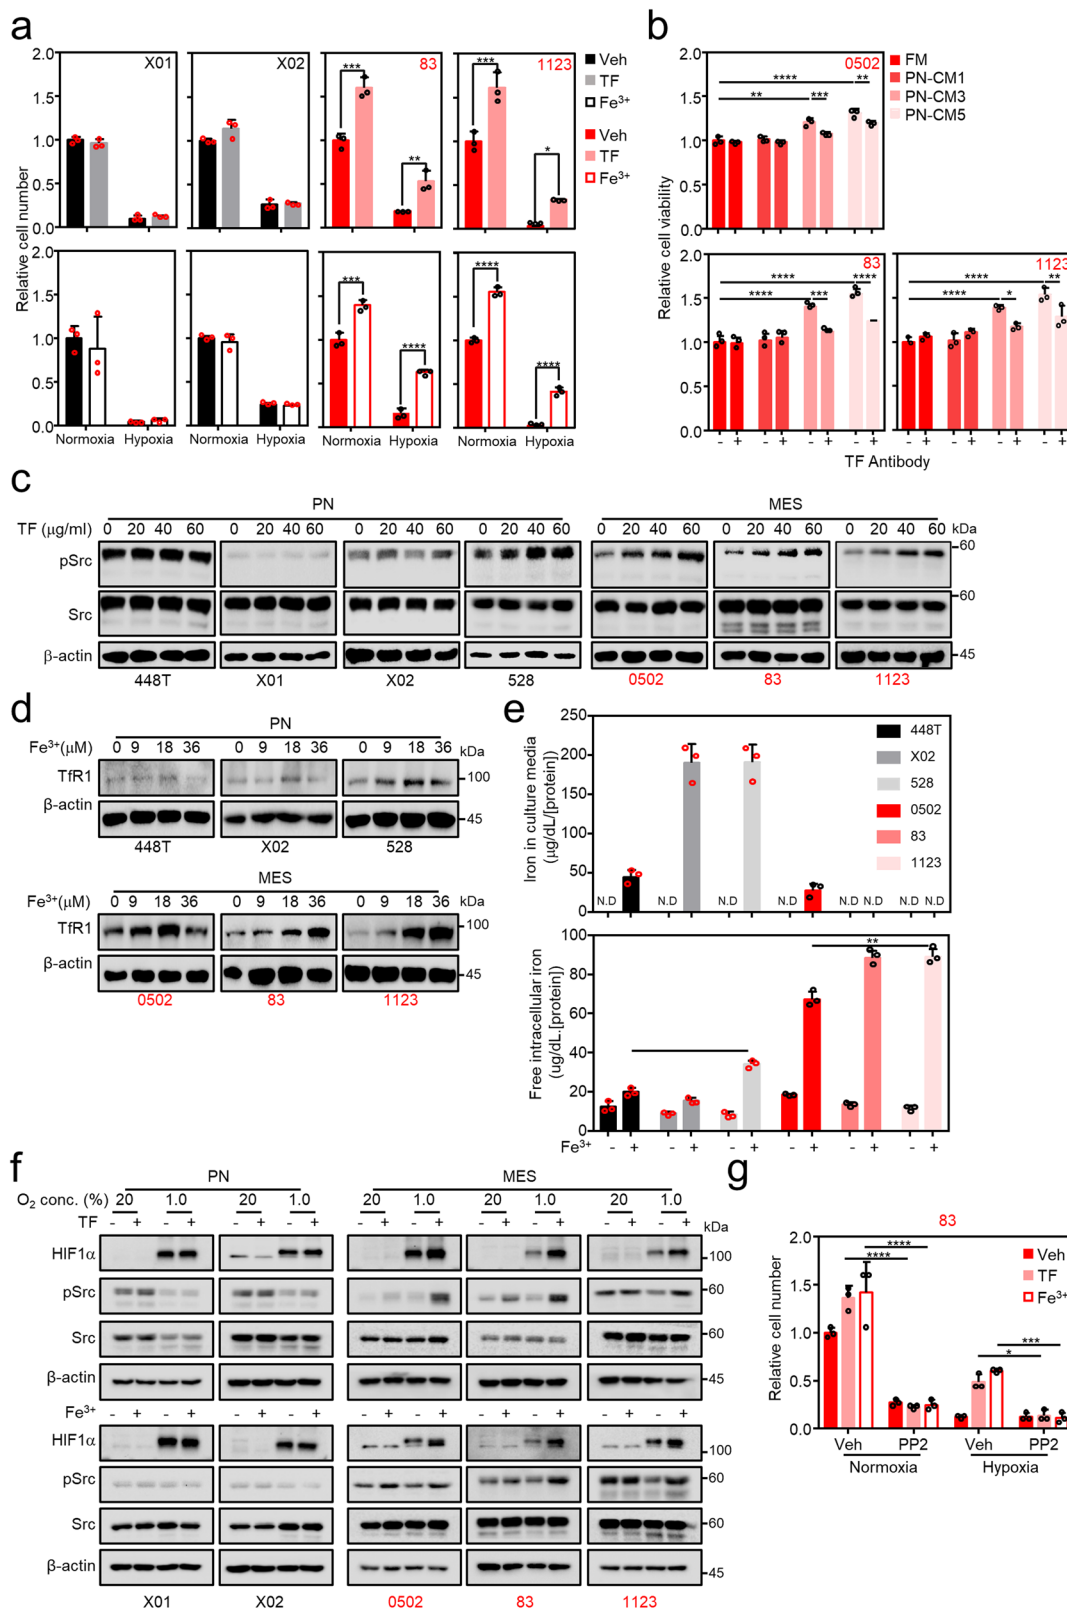 a
2.0 X01 X02 83 1123
*** ***
** *
1.5
1.0
0.5
0.0
Veh
TF
Fe³⁺
Veh
TF
Fe³⁺
Relative cell number
2.0
1.5
1.0
0.5
0.0
*** ****
**** ****
Normoxia Hypoxia Normoxia Hypoxia Normoxia Hypoxia Normoxia Hypoxia
b
2.0 0502
1.5
1.0
0.5
0.0
**** **
** ***
FM
PN-CM1
PN-CM3
PN-CM5
Relative cell viability
2.0 83 1123
1.5
1.0
0.5
0.0
**** **** **** **
**** *** **** *
- + - + - + - + - + - + - + - +
TF Antibody
c
PN MES
TF (μg/ml) 0 20 40 60 0 20 40 60 0 20 40 60 0 20 40 60 0 20 40 60 0 20 40 60 0 20 40 60 kDa
pSrc 60
Src 60
β-actin 45
448T X01 X02 528 0502 83 1123
d
PN
Fe³⁺(μM) 0 9 18 36 0 9 18 36 0 9 18 36 kDa
TfR1 100
β-actin 45
448T X02 528
MES
Fe³⁺(μM) 0 9 18 36 0 9 18 36 0 9 18 36 kDa
TfR1 100
β-actin 45
0502 83 1123
e
Iron in culture media
(μg/dL/[protein])
250
200
150
100
50
0
N.D N.D N.D N.D N.D N.D N.D N.D
448T
X02
528
0502
83
1123
Free intracellular iron
(ug/dL.[protein])
100
80
60
40
20
0
**
Fe³⁺ - + - + - + - + - + - +
f
PN MES
O₂ conc. (%) 20 1.0 20 1.0 20 1.0 20 1.0 20 1.0
TF - + - + - + - + - + - + - + - + - + - + kDa
HIF1α 100
pSrc 60
Src 60
β-actin 45
Fe³⁺ - + - + - + - + - + - + - + - + - + - +
HIF1α 100
pSrc 60
Src 60
β-actin 45
X01 X02 0502 83 1123
g
83
Relative cell number
2.0
1.5
1.0
0.5
0.0
****
****
***
*
Veh
TF
Fe³⁺
Veh PP2 Veh PP2
Normoxia Hypoxia